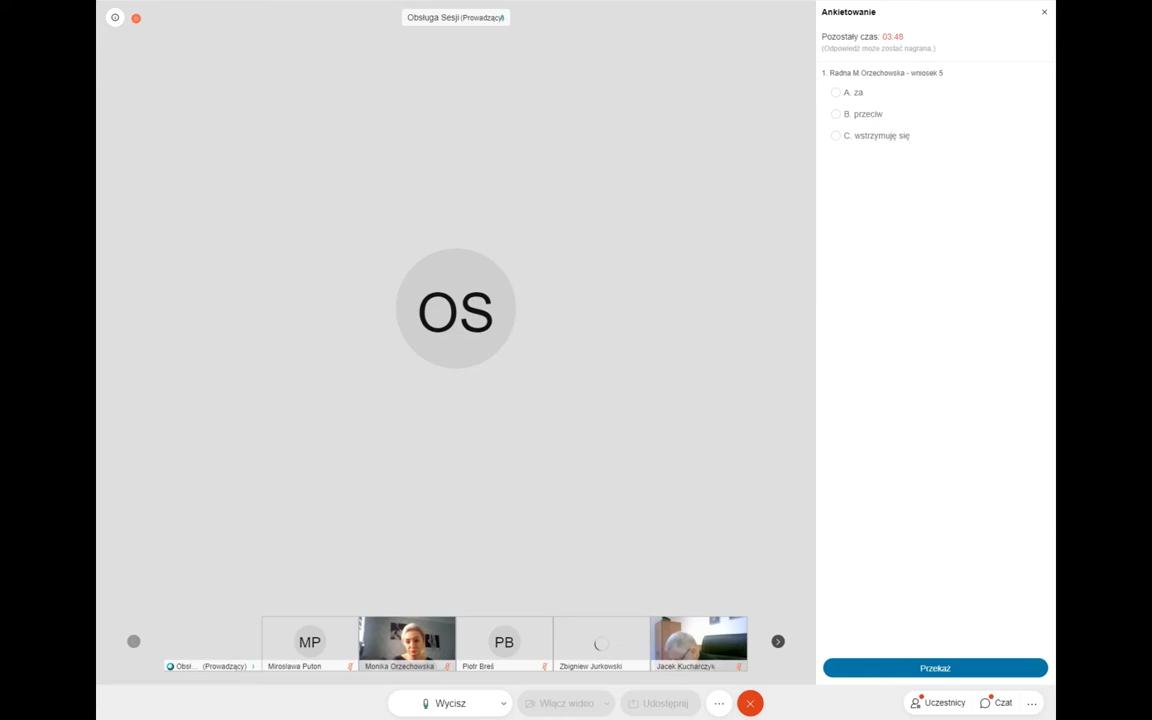 Obsługa Sesji (Prowadzący)
Ankietowanie
Pozostały czas: 03:48
(Odpowiedź może zostać nagrana.)
1. Radna M.Orzechowska - wniosek 5
A. za
B. przeciw
C. wstrzymuję się
OS
MP
PB
Obsł... (Prowadzący)
Mirosława Puton
Monika Orzechowska
Piotr Breś
Zbigniew Jurkowski
Jacek Kucharczyk
Przekaż
Wycisz
Włącz wideo
Udostępnij
Uczestnicy
Czat